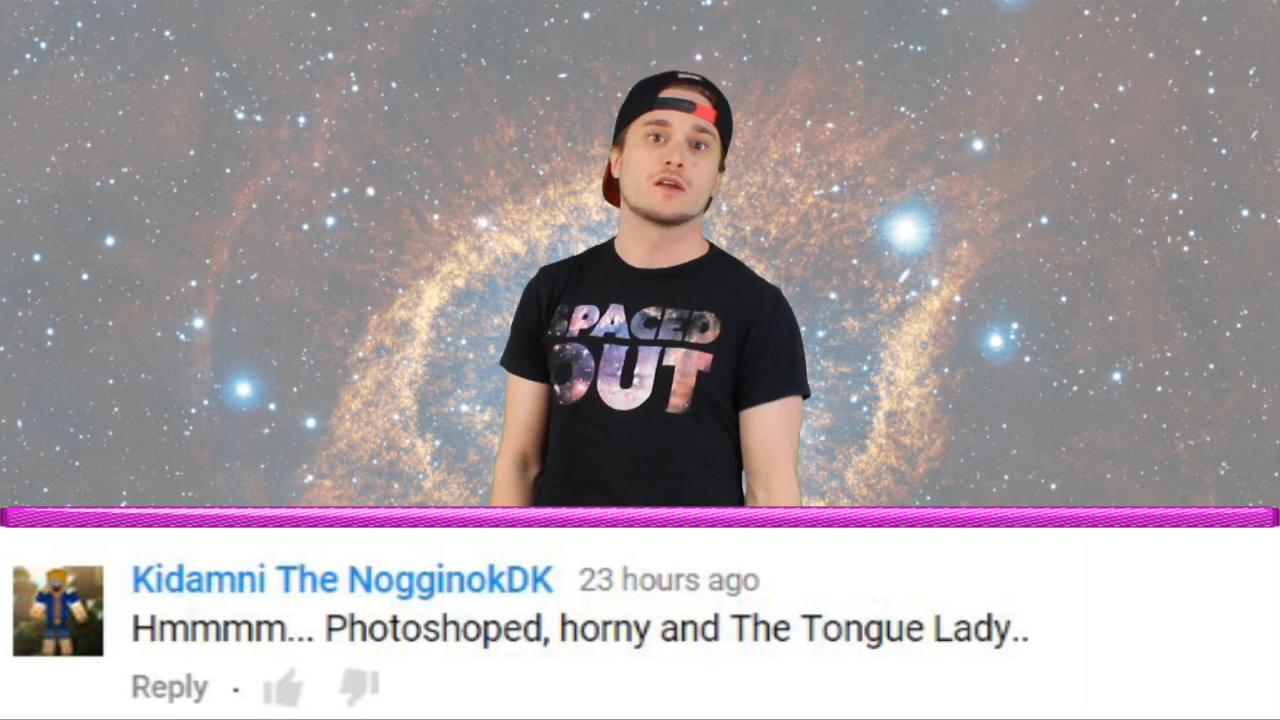 SPACED
OUT
Kidamni The NogginokDK 23 hours ago
Hmmmm... Photoshoped, horny and The Tongue Lady..
Reply ·